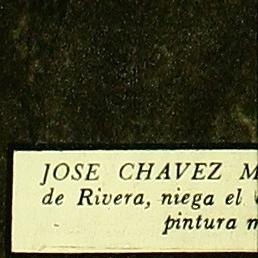 JOSE CHAVEZ M
de Rivera, niega el
pintura